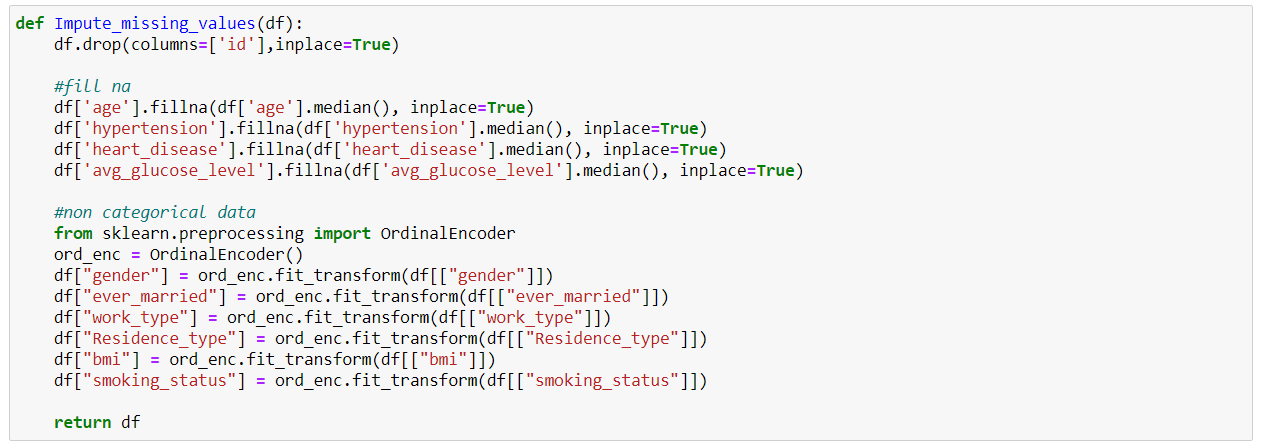 def Impute_missing_values(df):
    df.drop(columns=['id'],inplace=True)

    #fill na
    df['age'].fillna(df['age'].median(), inplace=True)
    df['hypertension'].fillna(df['hypertension'].median(), inplace=True)
    df['heart_disease'].fillna(df['heart_disease'].median(), inplace=True)
    df['avg_glucose_level'].fillna(df['avg_glucose_level'].median(), inplace=True)

    #non categorical data
    from sklearn.preprocessing import OrdinalEncoder
    ord_enc = OrdinalEncoder()
    df["gender"] = ord_enc.fit_transform(df[["gender"]])
    df["ever_married"] = ord_enc.fit_transform(df[["ever_married"]])
    df["work_type"] = ord_enc.fit_transform(df[["work_type"]])
    df["Residence_type"] = ord_enc.fit_transform(df[["Residence_type"]])
    df["bmi"] = ord_enc.fit_transform(df[["bmi"]])
    df["smoking_status"] = ord_enc.fit_transform(df[["smoking_status"]])

    return df